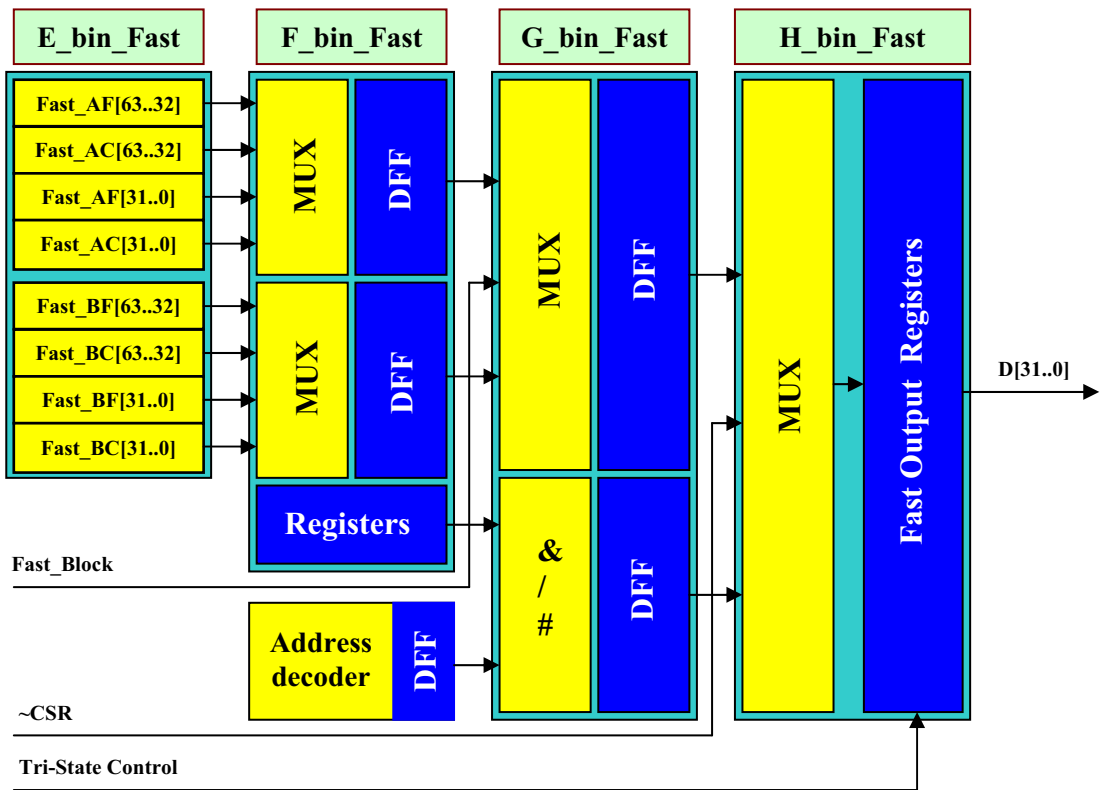 E_bin_Fast
F_bin_Fast
G_bin_Fast
H_bin_Fast
Fast_AF[63..32]
Fast_AC[63..32]
Fast_AF[31..0]
Fast_AC[31..0]
Fast_BF[63..32]
Fast_BC[63..32]
Fast_BF[31..0]
Fast_BC[31..0]
MUX
DFF
MUX
DFF
Registers
Address
decoder
DFF
MUX
DFF
&
/
#
DFF
MUX
Fast Output Registers
D[31..0]
Fast_Block
~CSR
Tri-State Control